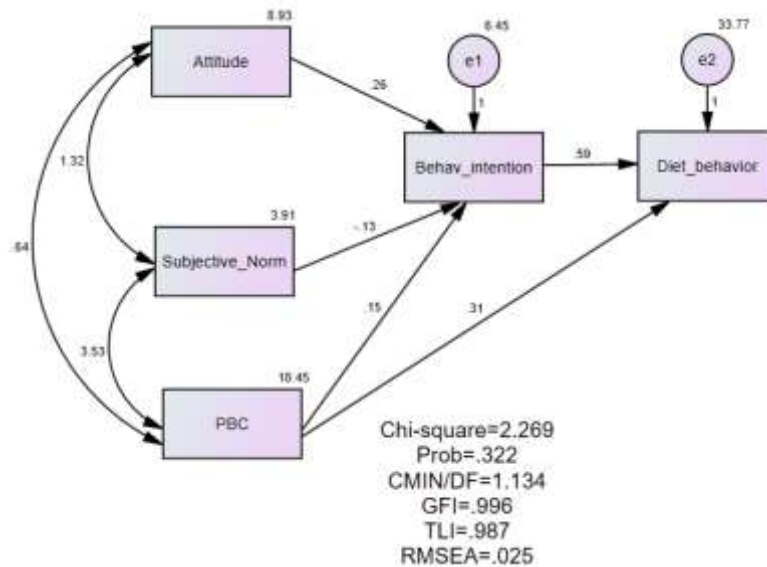 8.93
Attitude
6.45
e1
33.77
e2
1
1
.26
1.32
Behav_intention
.59
Diet_behavior
3.91
Subjective_Norm
-.13
.64
.15
.31
3.53
18.45
PBC
Chi-square=2.269
Prob=.322
CMIN/DF=1.134
GFI=.996
TLI=.987
RMSEA=.025